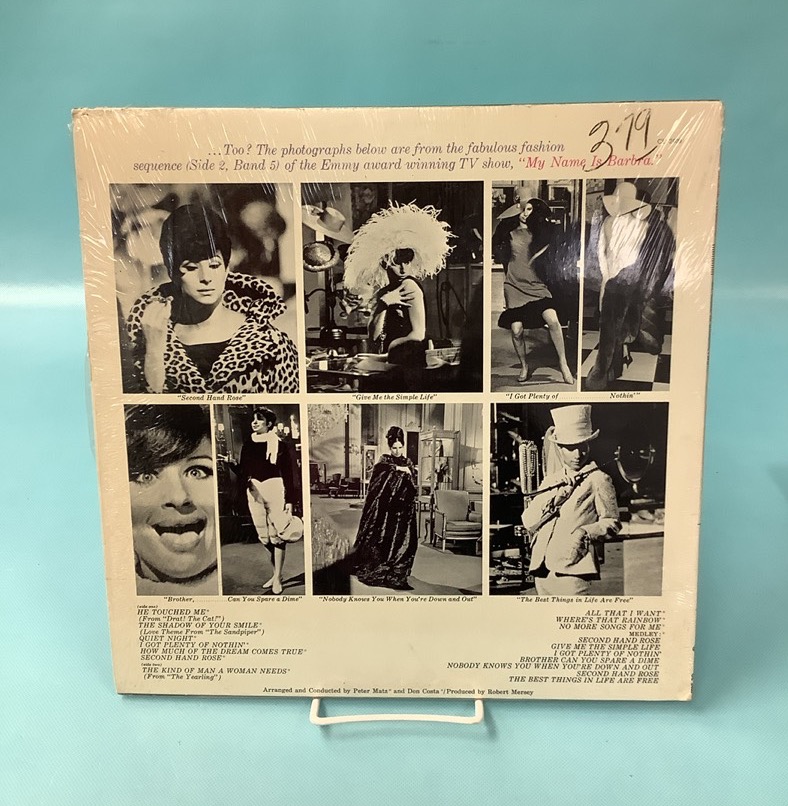 3.79
...Too? The photographs below are from the fabulous fashion
sequence (Side 2, Band 5) of the Emmy award winning TV show, "My Name Is Barbra."
"Second Hand Rose"
"Give Me the Simple Life"
"I Got Plenty of ........ Nothin'"
"Brother, Can You Spare a Dime"
"Nobody Knows You When You're Down and Out"
"The Best Things in Life Are Free"
(side one)
HE TOUCHED ME*
(From "Drat! The Cat!")
THE SHADOW OF YOUR SMILE*
(Love Theme From "The Sandpiper")
QUIET NIGHT*
I GOT PLENTY OF NOTHIN'*
HOW MUCH OF THE DREAM COMES TRUE*
SECOND HAND ROSE*
(side two)
THE KIND OF MAN A WOMAN NEEDS*
(From "The Yearling")
ALL THAT I WANT*
WHERE'S THAT RAINBOW*
NO MORE SONGS FOR ME*
MEDLEY:*
SECOND HAND ROSE
GIVE ME THE SIMPLE LIFE
I GOT PLENTY OF NOTHIN'
BROTHER CAN YOU SPARE A DIME
NOBODY KNOWS YOU WHEN YOU'RE DOWN AND OUT
SECOND HAND ROSE
THE BEST THINGS IN LIFE ARE FREE
Arranged and Conducted by Peter Matz* and Don Costa*/Produced by Robert Mersey